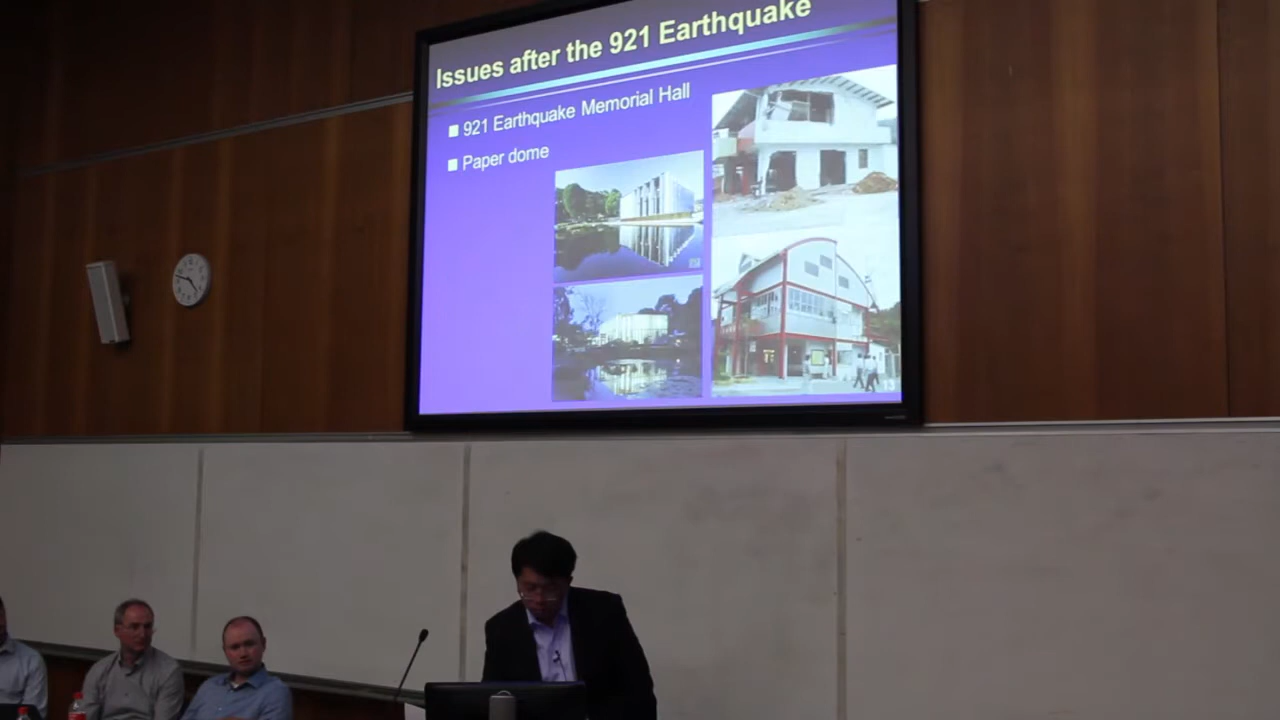 Issues after the 921 Earthquake
921 Earthquake Memorial Hall
Paper dome
13